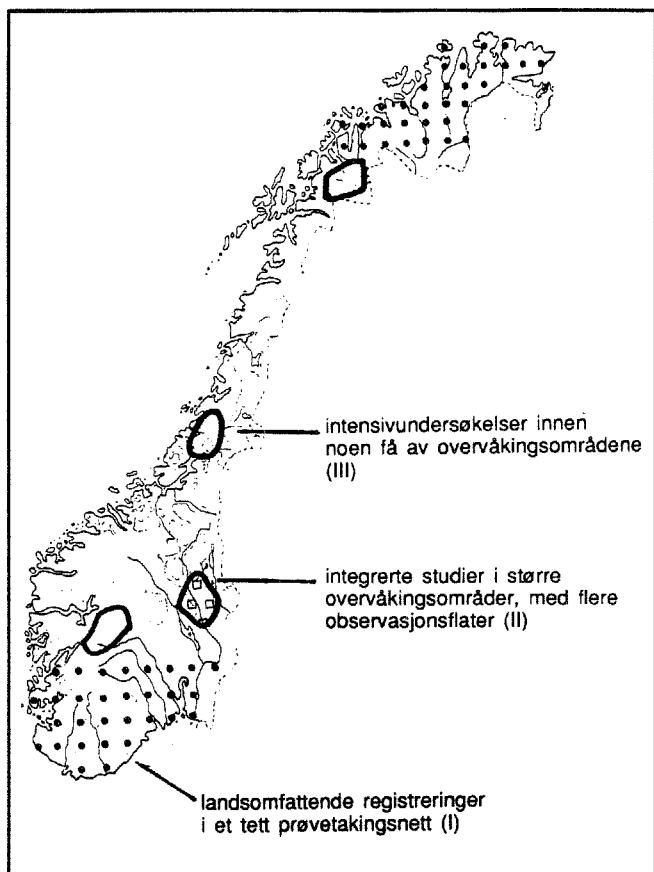 intensivundersøkelser innen
noen få av overvåkingsområdene
(III)
integrerte studier i større
overvåkingsområder, med flere
observasjonsflater (II)
landsomfattende registreringer
i et tett prøvetakingsnett (I)